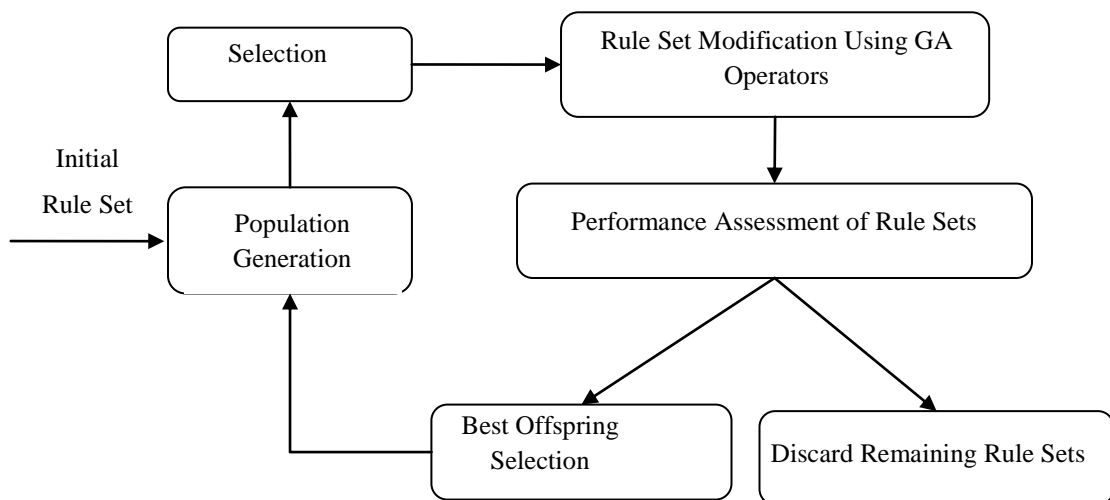 Selection
Rule Set Modification Using GA
Operators
Initial
Rule Set
Population
Generation
Performance Assessment of Rule Sets
Best Offspring
Selection
Discard Remaining Rule Sets